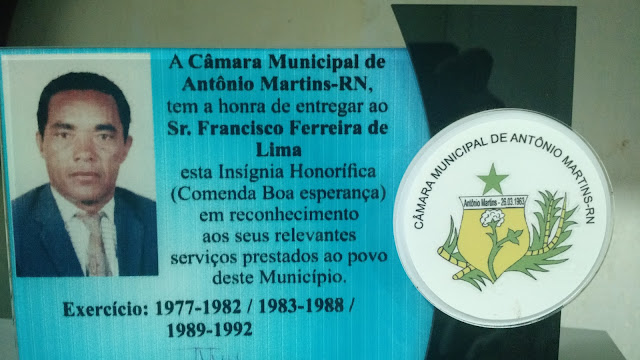 A Câmara Municipal de
Antônio Martins-RN,
tem a honra de entregar ao
Sr. Francisco Ferreira de
Lima
esta Insígnia Honorífica
(Comenda Boa esperança)
em reconhecimento
aos seus relevantes
serviços prestados ao povo
deste Município.
Exercício: 1977-1982 / 1983-1988 /
1989-1992
CÂMARA MUNICIPAL DE ANTÔNIO MARTINS-RN
Antônio Martins - 26.03.1963